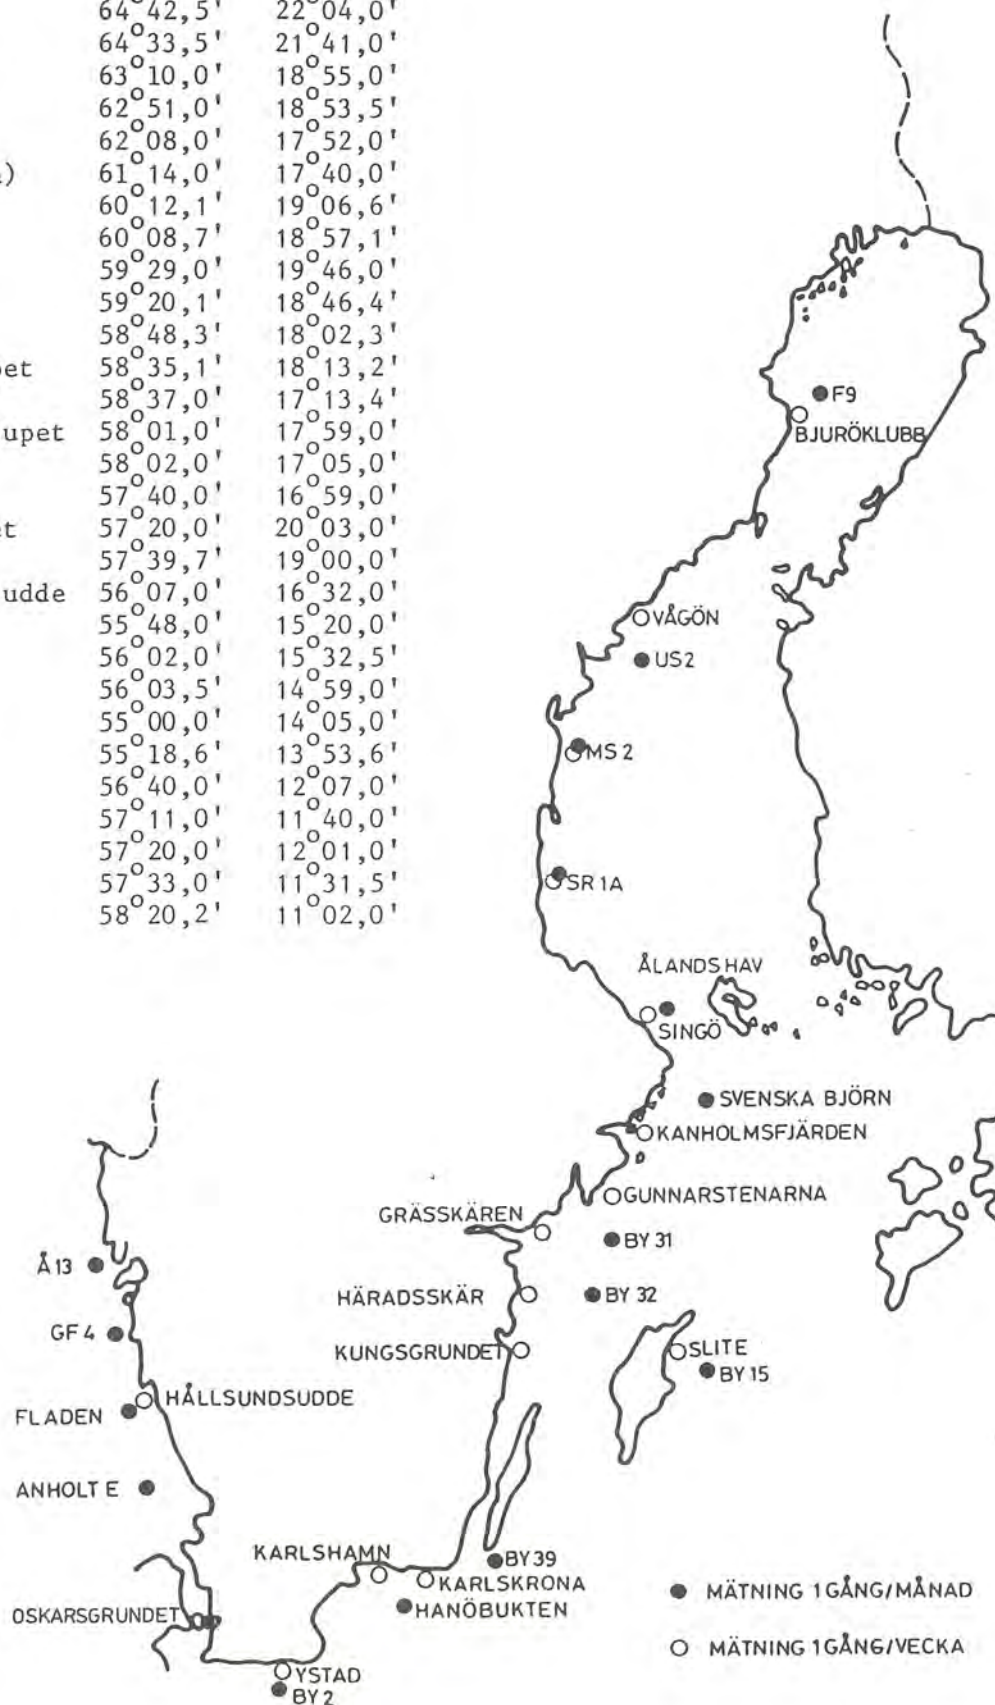 64°42,5' 22°04,0'
64°33,5' 21°41,0'
63°10,0' 18°55,0'
62°51,0' 18°53,5'
62°08,0' 17°52,0'
61°14,0' 17°40,0'
60°12,1' 19°06,6'
60°08,7' 18°57,1'
59°29,0' 19°46,0'
59°20,1' 18°46,4'
58°48,3' 18°02,3'
et 58°35,1' 18°13,2'
58°37,0' 17°13,4'
upet 58°01,0' 17°59,0'
58°02,0' 17°05,0'
57°40,0' 16°59,0'
et 57°20,0' 20°03,0'
57°39,7' 19°00,0'
udde 56°07,0' 16°32,0'
55°48,0' 15°20,0'
56°02,0' 15°32,5'
56°03,5' 14°59,0'
55°00,0' 14°05,0'
55°18,6' 13°53,6'
56°40,0' 12°07,0'
57°11,0' 11°40,0'
57°20,0' 12°01,0'
57°33,0' 11°31,5'
58°20,2' 11°02,0'
F9
BJURÖKLUBB
VÅGÖN
US2
MS 2
SR 1A
ÅLANDS HAV
SINGÖ
SVENSKA BJÖRN
KANHOLMSFJÄRDEN
GUNNARSTENARNA
GRÄSSKÄREN
BY 31
Å 13
HÄRADSSKÄR
BY 32
GF 4
KUNGSGRUNDET
SLITE
BY 15
HÅLLSUNDSUDDE
FLADEN
ANHOLT E
KARLSHAMN
BY39
KARLSKRONA
HANÖBUKTEN
OSKARSGRUNDET
YSTAD
BY 2
MÄTNING 1 GÅNG/MÅNAD
MÄTNING 1 GÅNG/VECKA